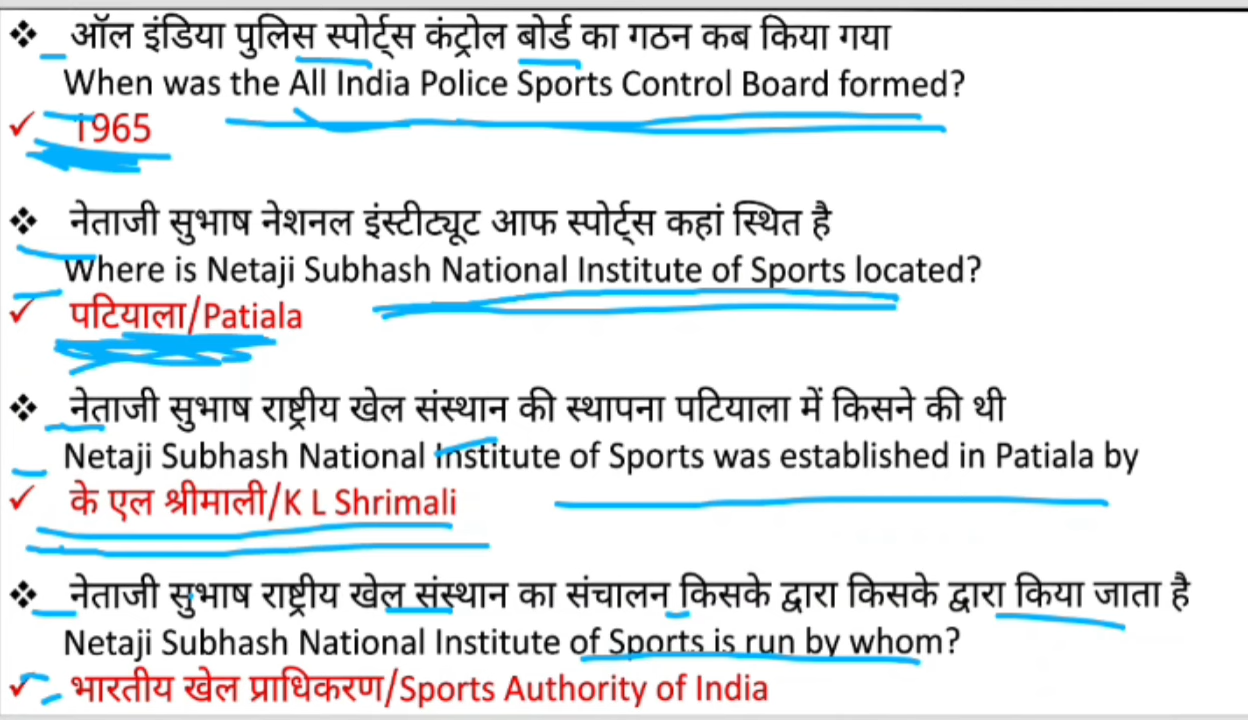 ❖ ऑल इंडिया पुलिस स्पोर्ट्स कंट्रोल बोर्ड का गठन कब किया गया
When was the All India Police Sports Control Board formed?
✓ 1965
❖ नेताजी सुभाष नेशनल इंस्टीट्यूट आफ स्पोर्ट्स कहां स्थित है
Where is Netaji Subhash National Institute of Sports located?
✓ पटियाला/Patiala
❖ नेताजी सुभाष राष्ट्रीय खेल संस्थान की स्थापना पटियाला में किसने की थी
Netaji Subhash National Institute of Sports was established in Patiala by
✓ के एल श्रीमाली/K L Shrimali
❖ नेताजी सुभाष राष्ट्रीय खेल संस्थान का संचालन किसके द्वारा किसके द्वारा किया जाता है
Netaji Subhash National Institute of Sports is run by whom?
✓ भारतीय खेल प्राधिकरण/Sports Authority of India